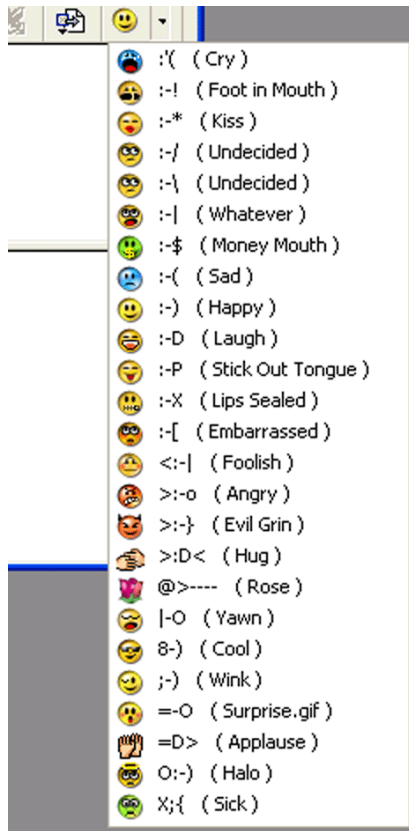 :'( ( Cry )
:-! ( Foot in Mouth )
:-* ( Kiss )
:-/ ( Undecided )
:-\ ( Undecided )
:-| ( Whatever )
:-$ ( Money Mouth )
:-( ( Sad )
:-) ( Happy )
:-D ( Laugh )
:-P ( Stick Out Tongue )
:-X ( Lips Sealed )
:-[ ( Embarrassed )
<:-| ( Foolish )
>:-o ( Angry )
>:-} ( Evil Grin )
>:D< ( Hug )
@>---- ( Rose )
|-O ( Yawn )
8-) ( Cool )
;-) ( Wink )
=-O ( Surprise.gif )
=D> ( Applause )
O:-) ( Halo )
X;{ ( Sick )